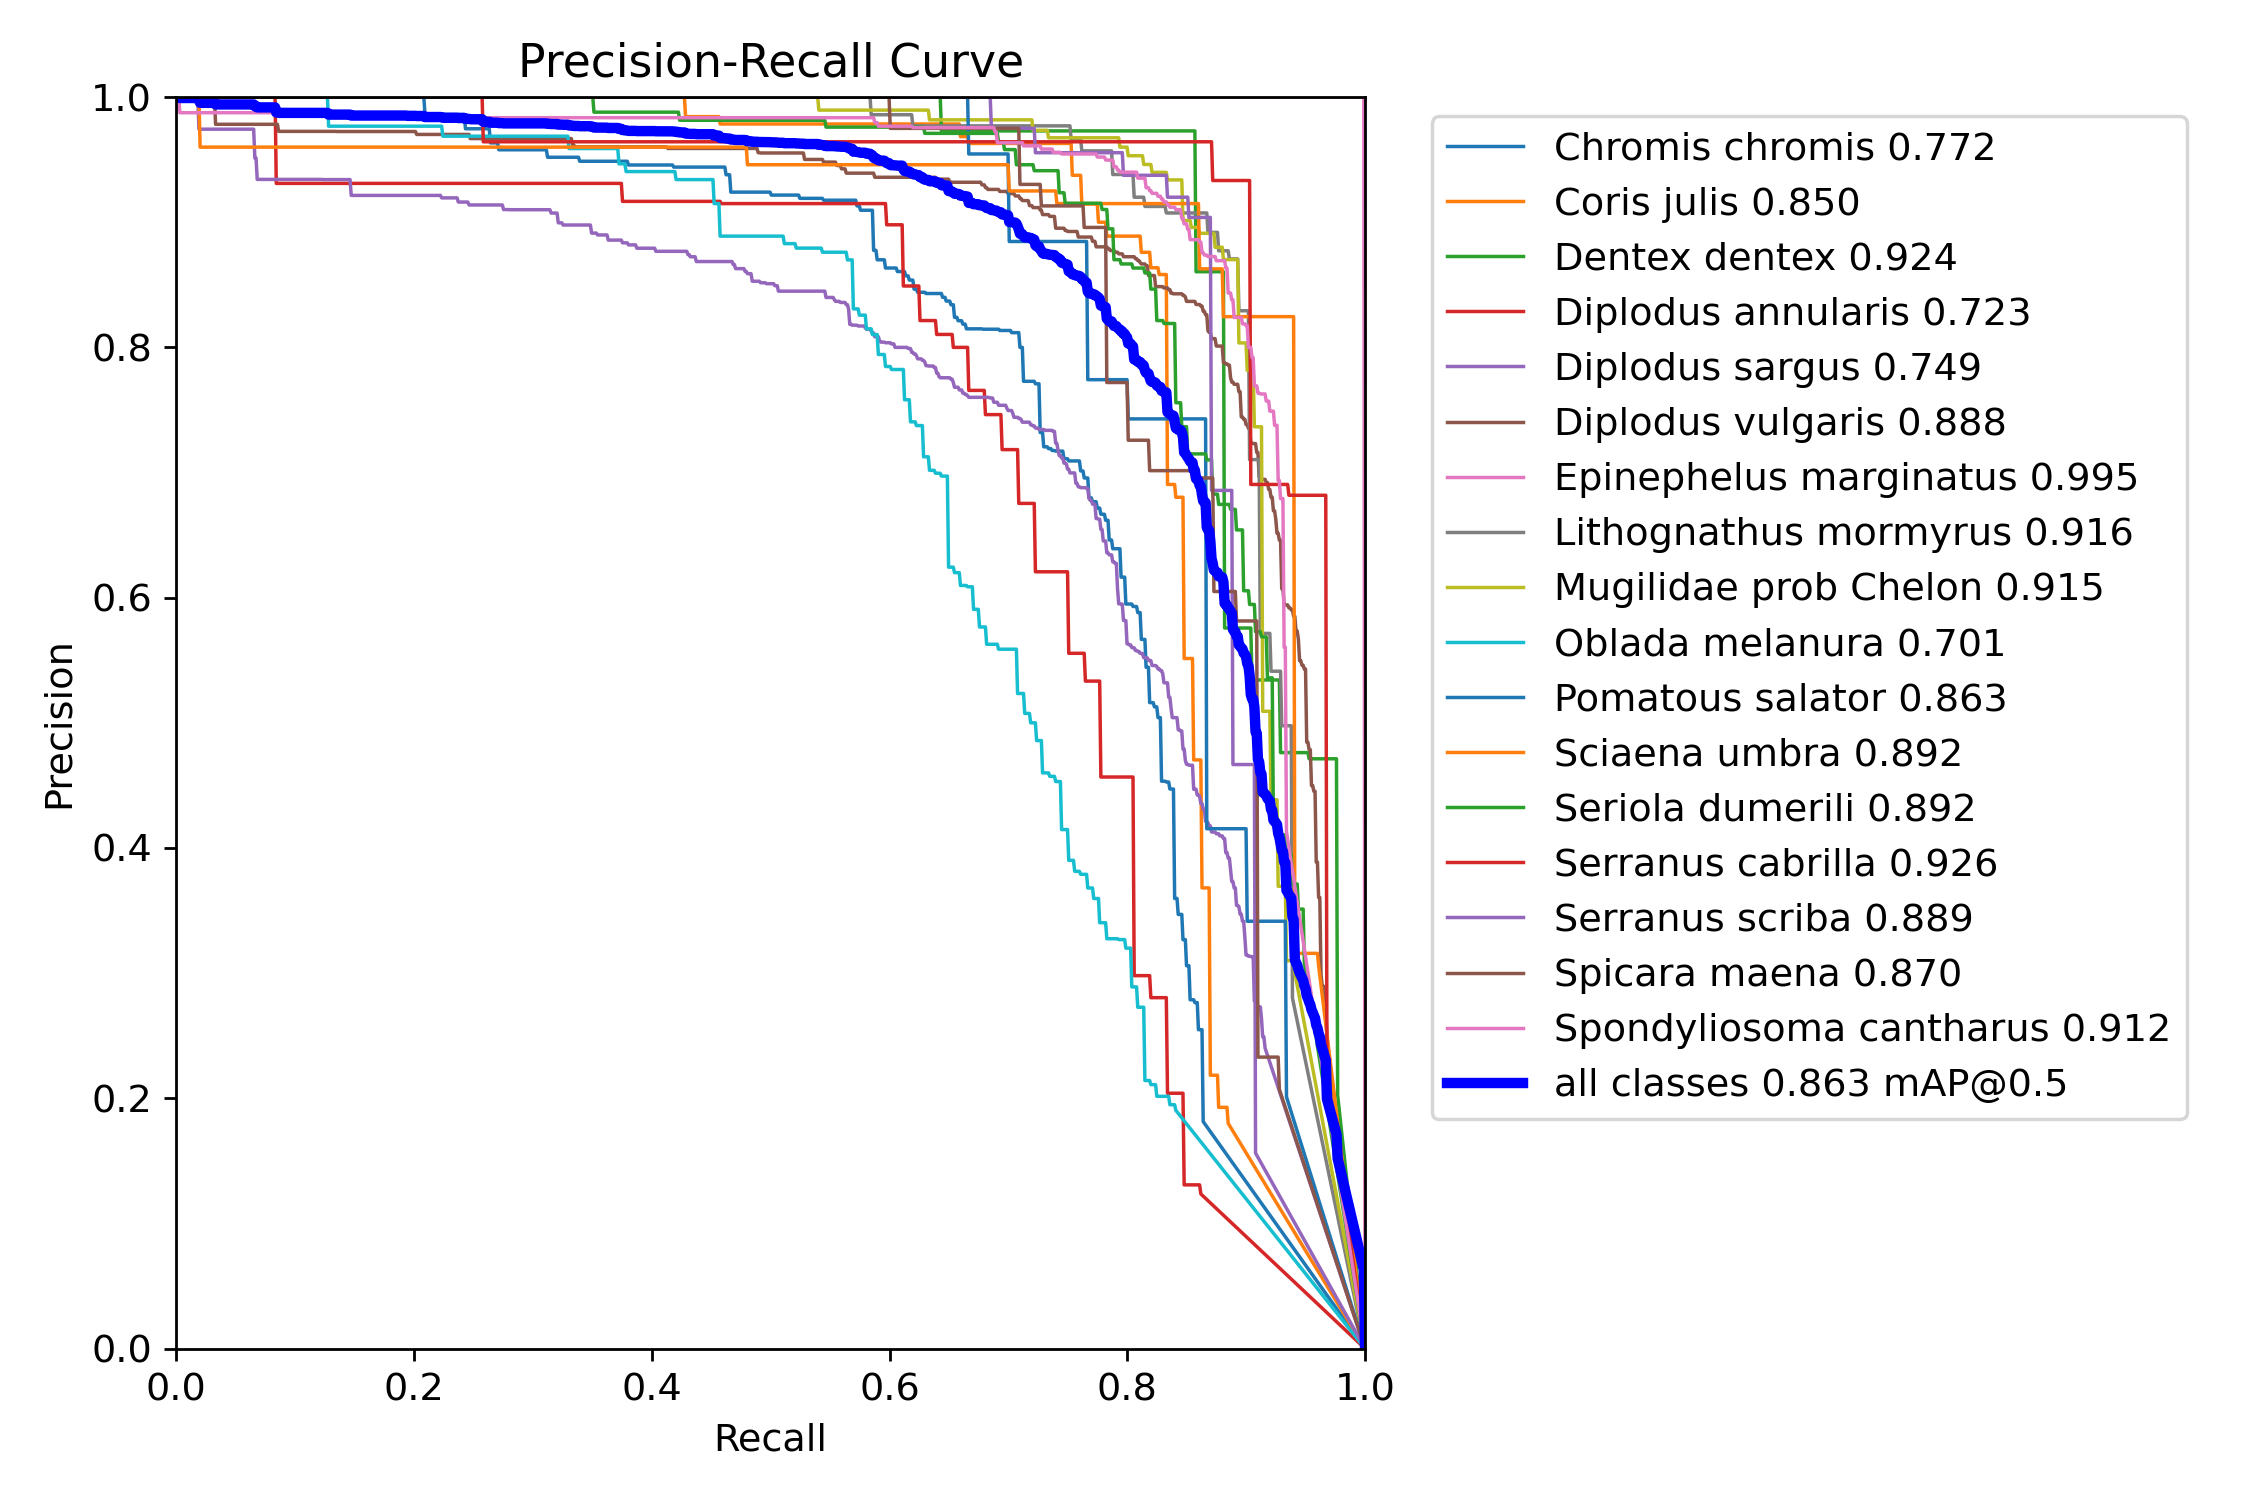 Precision-Recall Curve
1.0
0.8
0.6
0.4
0.2
0.0
Precision
0.0 0.2 0.4 0.6 0.8 1.0
Recall
Chromis chromis 0.772
Coris julis 0.850
Dentex dentex 0.924
Diplodus annularis 0.723
Diplodus sargus 0.749
Diplodus vulgaris 0.888
Epinephelus marginatus 0.995
Lithognathus mormyrus 0.916
Mugilidae prob Chelon 0.915
Oblada melanura 0.701
Pomatous salator 0.863
Sciaena umbra 0.892
Seriola dumerili 0.892
Serranus cabrilla 0.926
Serranus scriba 0.889
Spicara maena 0.870
Spondyliosoma cantharus 0.912
all classes 0.863 mAP@0.5